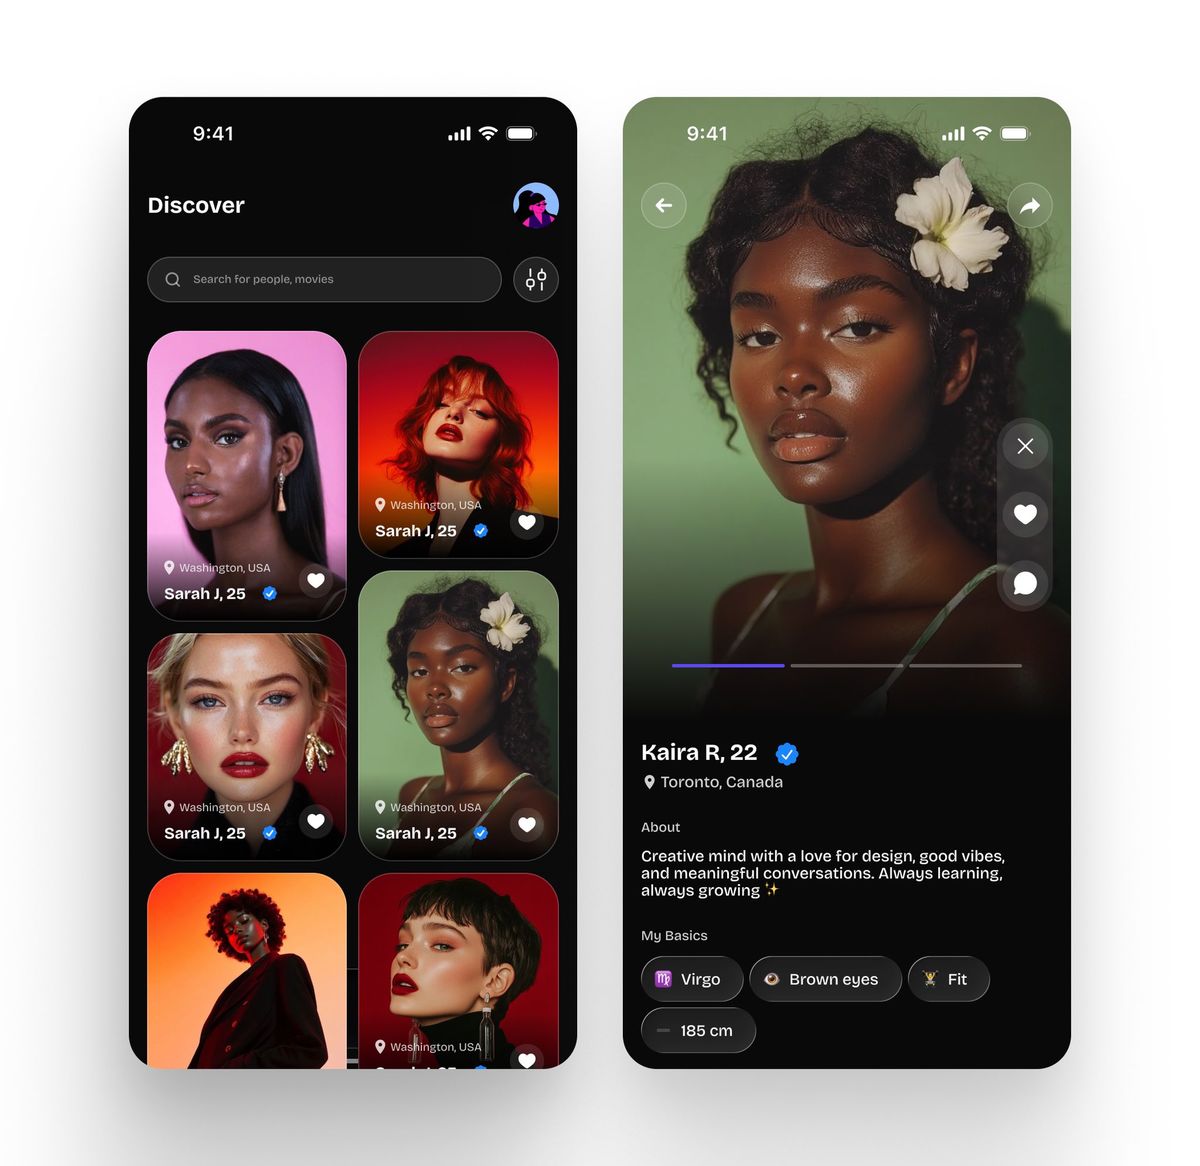 9:41
Discover
Search for people, movies
Washington, USA
Sarah J, 25
Washington, USA
Sarah J, 25
Washington, USA
Sarah J, 25
Washington, USA
Sarah J, 25
Washington, USA
Sarah J, 25
9:41
Kaira R, 22
Toronto, Canada
About
Creative mind with a love for design, good vibes,
and meaningful conversations. Always learning,
always growing ✨
My Basics
♍ Virgo
👁️ Brown eyes
🏋️ Fit
➖ 185 cm